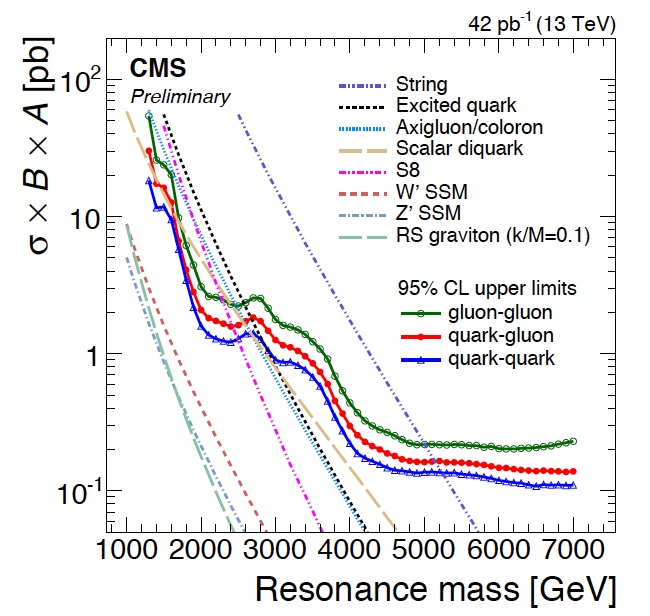 42 pb⁻¹ (13 TeV)
CMS
Preliminary
String
Excited quark
Axigluon/coloron
Scalar diquark
S8
W' SSM
Z' SSM
RS graviton (k/M=0.1)
95% CL upper limits
gluon-gluon
quark-gluon
quark-quark
σ × B × A [pb]
10²
10
1
10⁻¹
1000 2000 3000 4000 5000 6000 7000
Resonance mass [GeV]